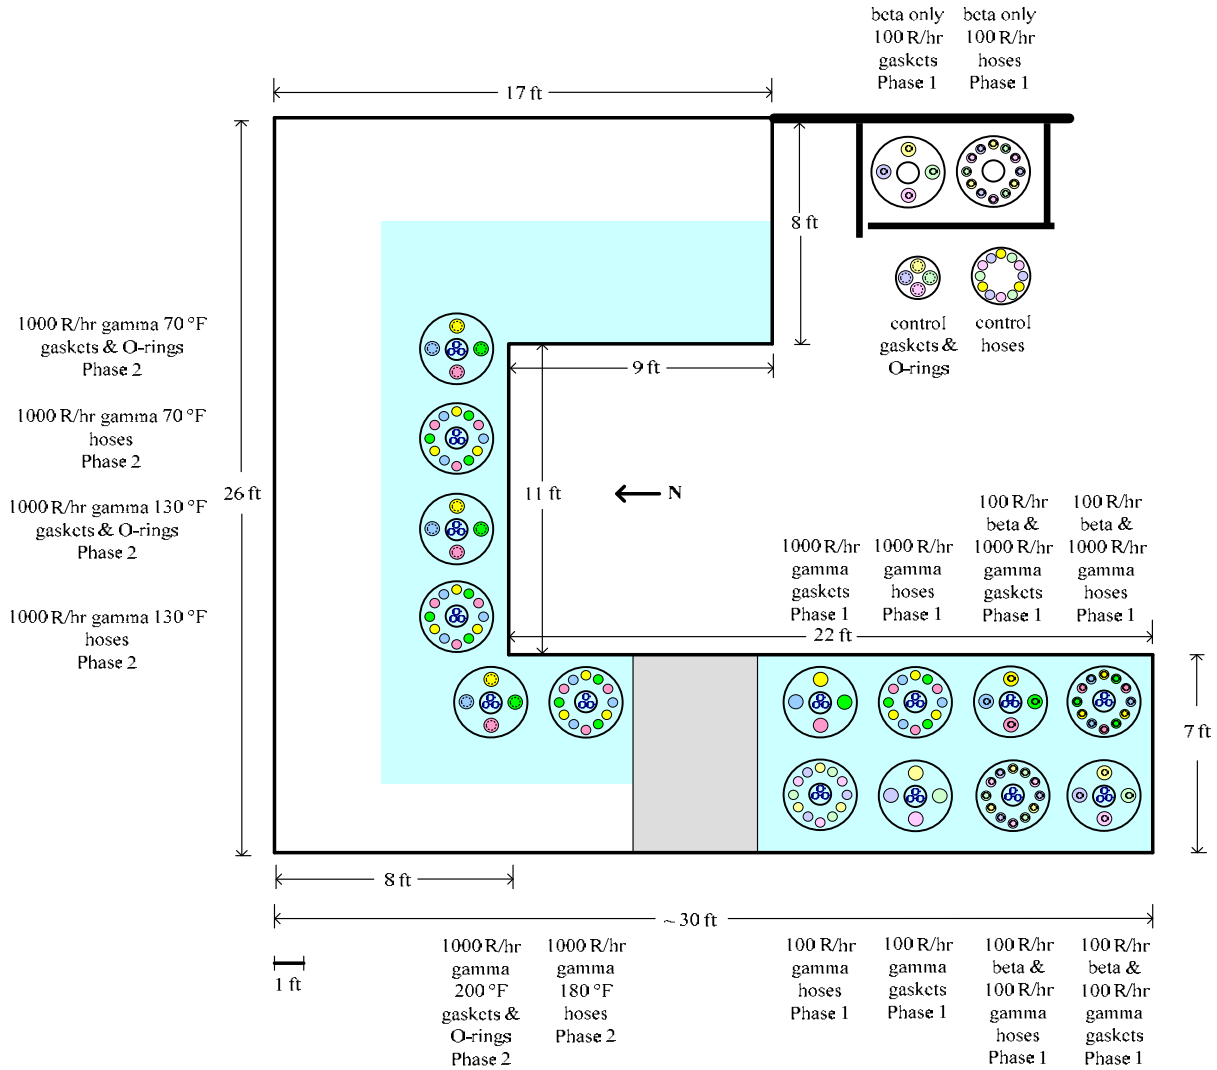 beta only
100 R/hr
gaskets
Phase 1
beta only
100 R/hr
hoses
Phase 1
17 ft
8 ft
control
gaskets &
O-rings
control
hoses
1000 R/hr gamma 70 °F
gaskets & O-rings
Phase 2
9 ft
1000 R/hr gamma 70 °F
hoses
Phase 2
26 ft
11 ft
N
1000 R/hr gamma 130 °F
gaskets & O-rings
Phase 2
1000 R/hr gamma 130 °F
hoses
Phase 2
1000 R/hr
gamma
gaskets
Phase 1
1000 R/hr
gamma
hoses
Phase 1
100 R/hr
beta &
1000 R/hr
gamma
gaskets
Phase 1
100 R/hr
beta &
1000 R/hr
gamma
hoses
Phase 1
22 ft
7 ft
8 ft
~ 30 ft
1 ft
1000 R/hr
gamma
200 °F
gaskets &
O-rings
Phase 2
1000 R/hr
gamma
180 °F
hoses
Phase 2
100 R/hr
gamma
hoses
Phase 1
100 R/hr
gamma
gaskets
Phase 1
100 R/hr
beta &
100 R/hr
gamma
hoses
Phase 1
100 R/hr
beta &
100 R/hr
gamma
gaskets
Phase 1